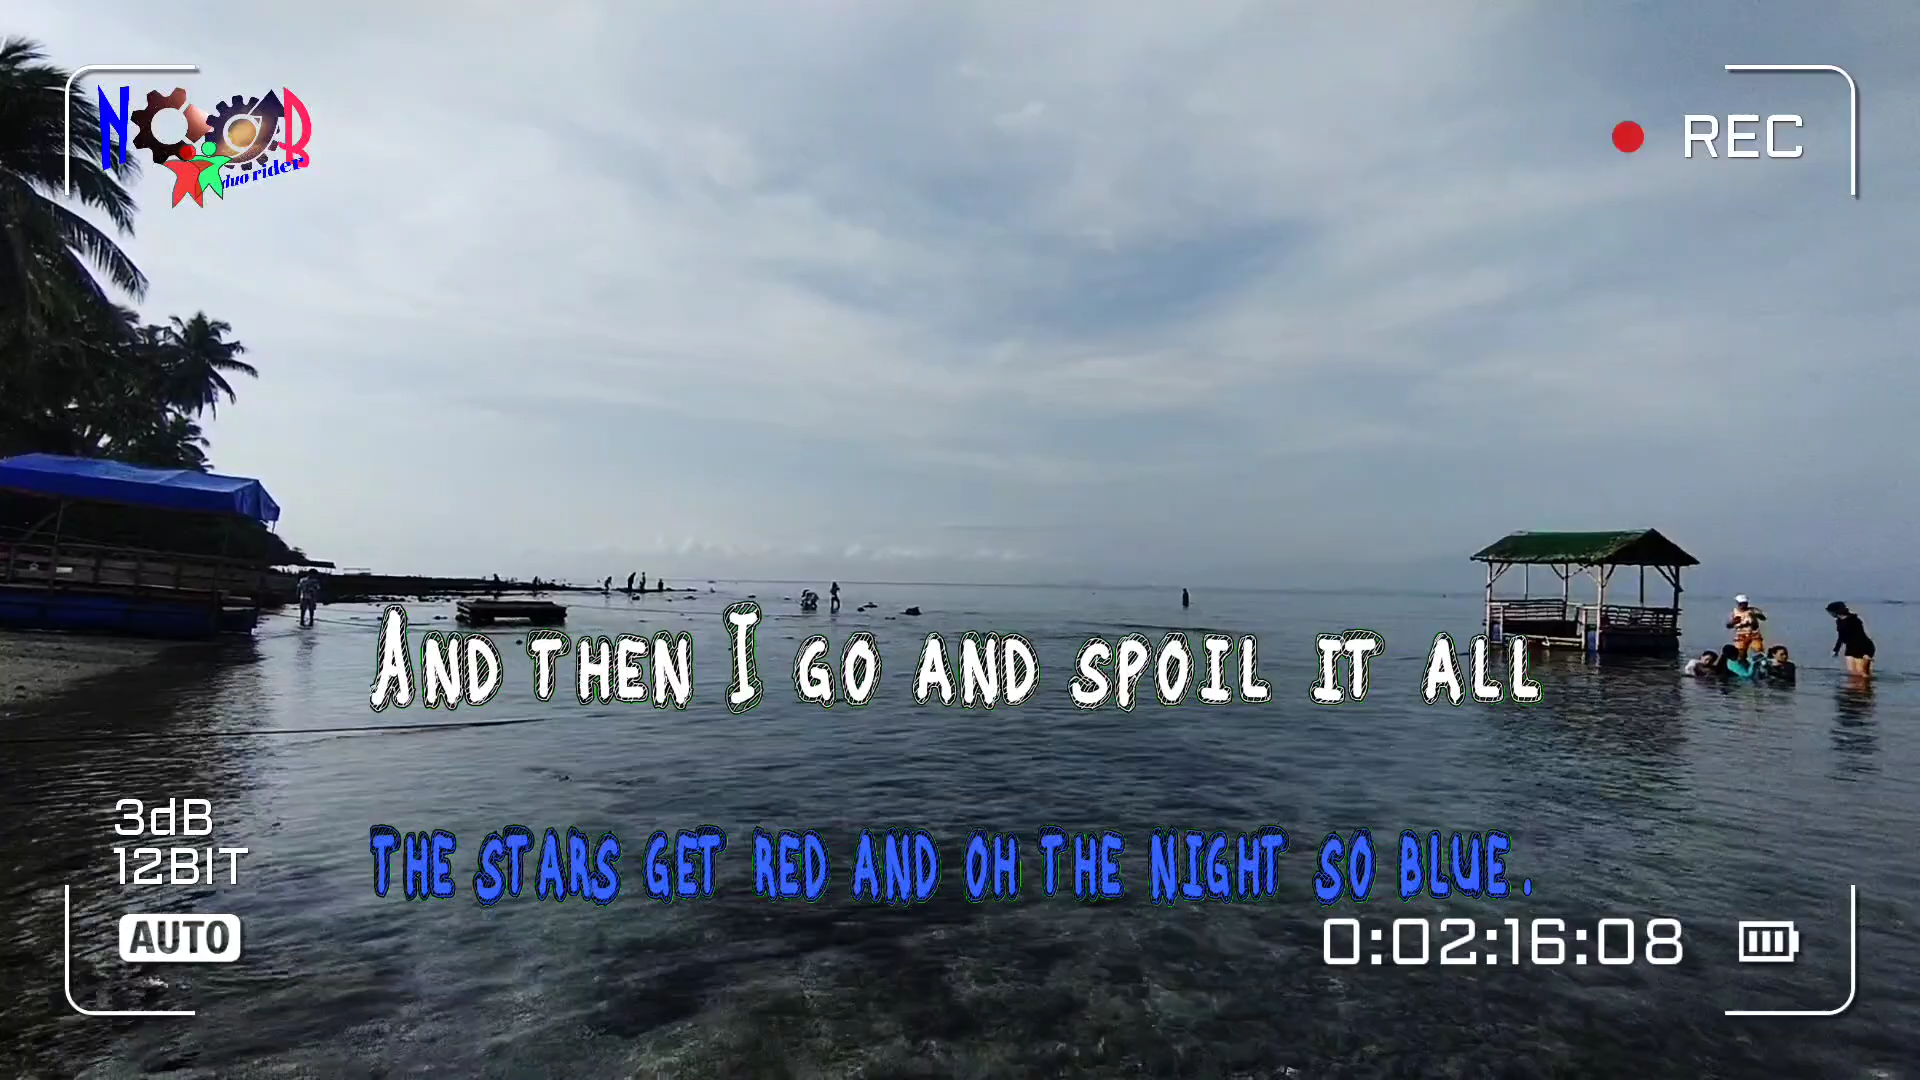 NOOB
duo rider
REC
And then I go and spoil it all
the stars get red and oh the night so blue.
3dB
12BIT
AUTO
0:02:16:08